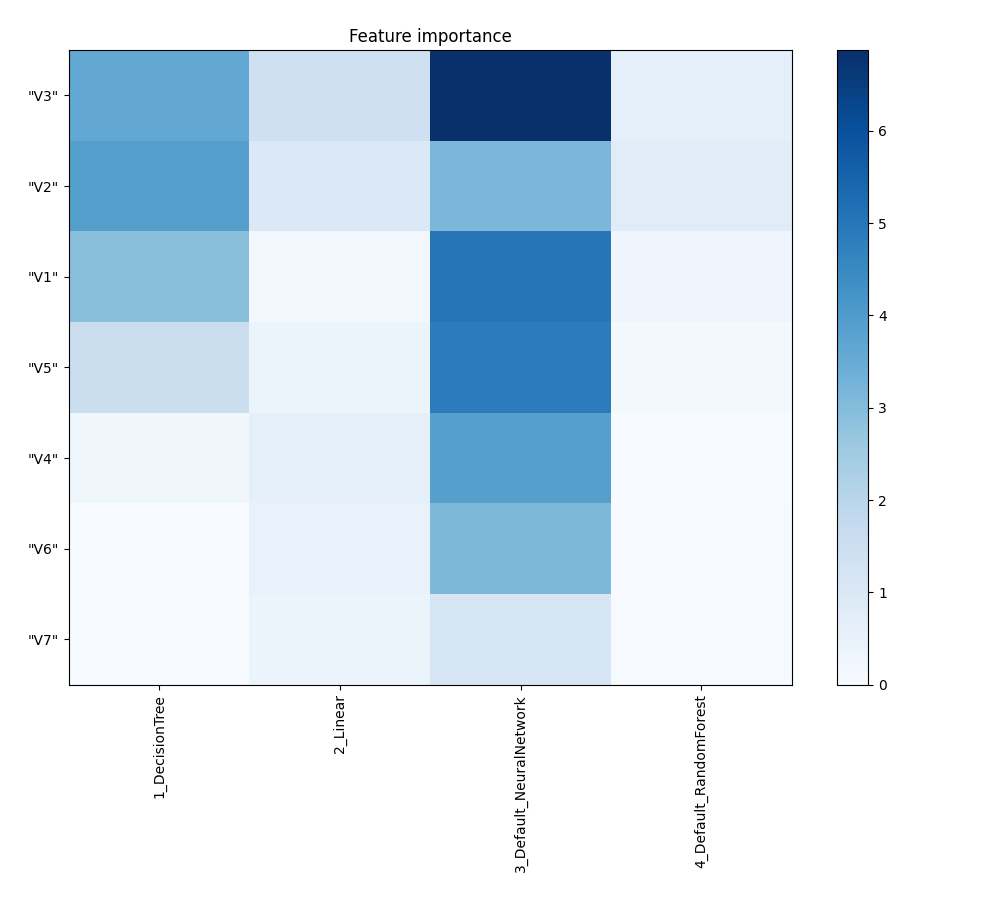 Feature importance
"V3"
"V2"
"V1"
"V5"
"V4"
"V6"
"V7"
1_DecisionTree
2_Linear
3_Default_NeuralNetwork
4_Default_RandomForest
6
5
4
3
2
1
0